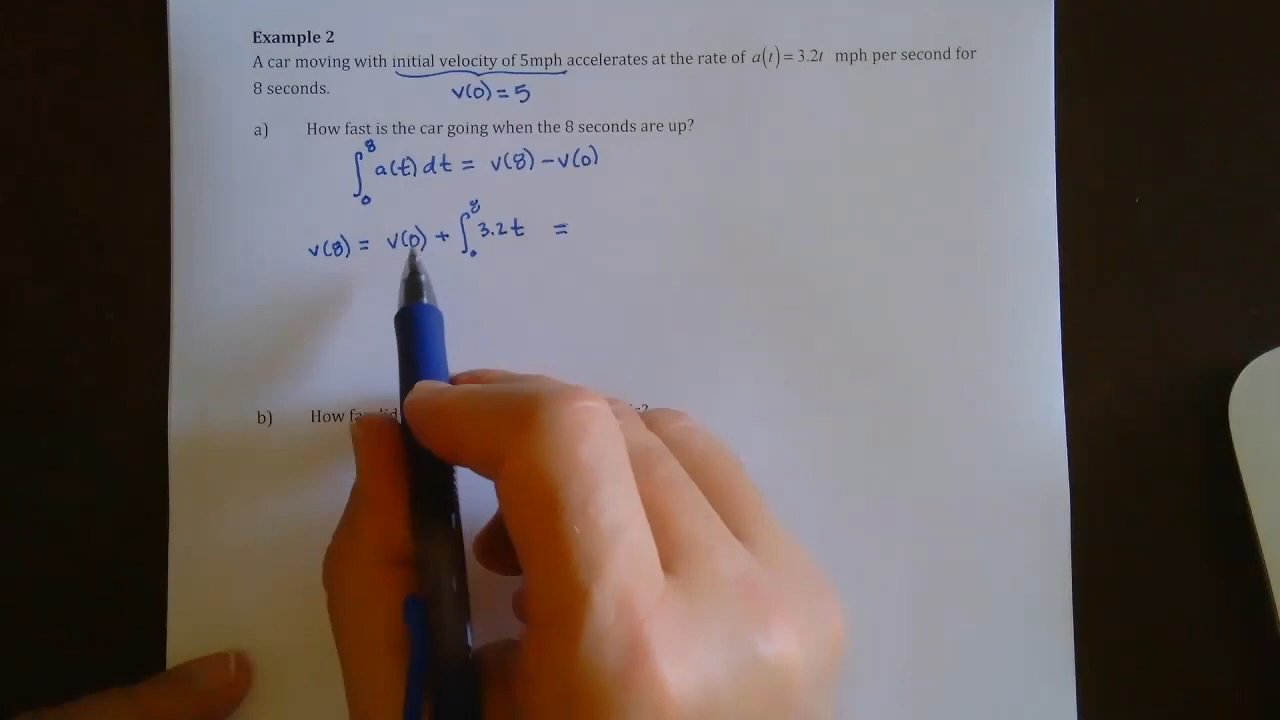 Example 2
A car moving with initial velocity of 5mph accelerates at the rate of a(t) = 3.2t mph per second for
8 seconds.
v(0) = 5
a) How fast is the car going when the 8 seconds are up?
∫₀⁸ a(t) dt = v(8) − v(0)
v(8) = v(0) + ∫₀⁸ 3.2t =
b) How